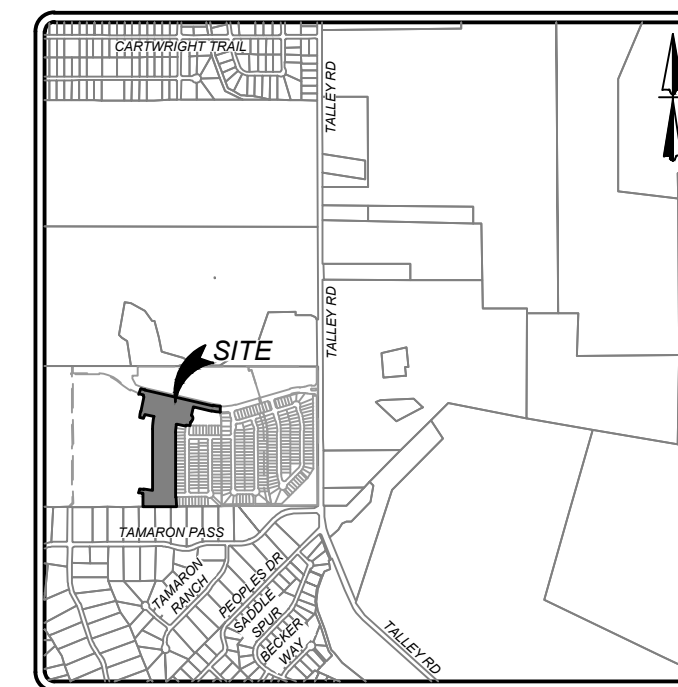 CARTWRIGHT TRAIL
TALLEY RD
TALLEY RD
SITE
TAMARON PASS
TAMARON
RANCH
PEOPLES DR
SADDLE
SPUR
BECKER
WAY
TALLEY RD